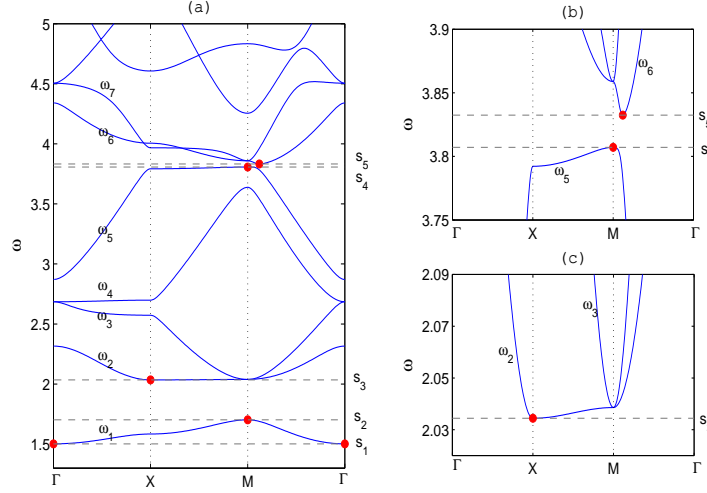 (a)
5
4.5
4
3.5
3
2.5
2
1.5
ω
Γ
X
M
Γ
ω₇
ω₆
ω₅
ω₄
ω₃
ω₂
ω₁
s₅
s₄
s₃
s₂
s₁
(b)
3.9
3.85
3.8
3.75
ω
Γ
X
M
Γ
ω₆
ω₅
s
s
(c)
2.09
2.07
2.05
2.03
ω
Γ
X
M
Γ
ω₃
ω₂
s